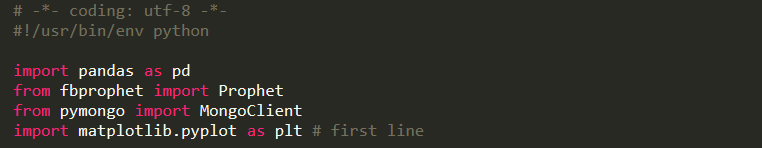 # -*- coding: utf-8 -*-
#!/usr/bin/env python
import pandas as pd
from fbprophet import Prophet
from pymongo import MongoClient
import matplotlib.pyplot as plt # first line